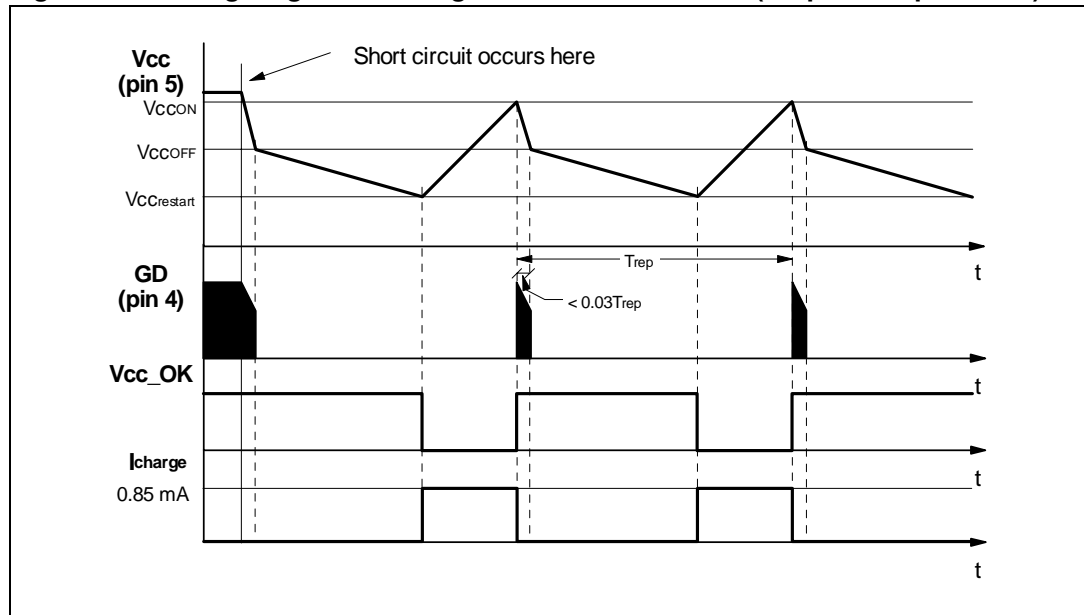 Vcc
(pin 5)
Short circuit occurs here
VccON
VccOFF
Vccrestart
t
GD
(pin 4)
Trep
< 0.03Trep
t
Vcc_OK
t
Icharge
0.85 mA
t